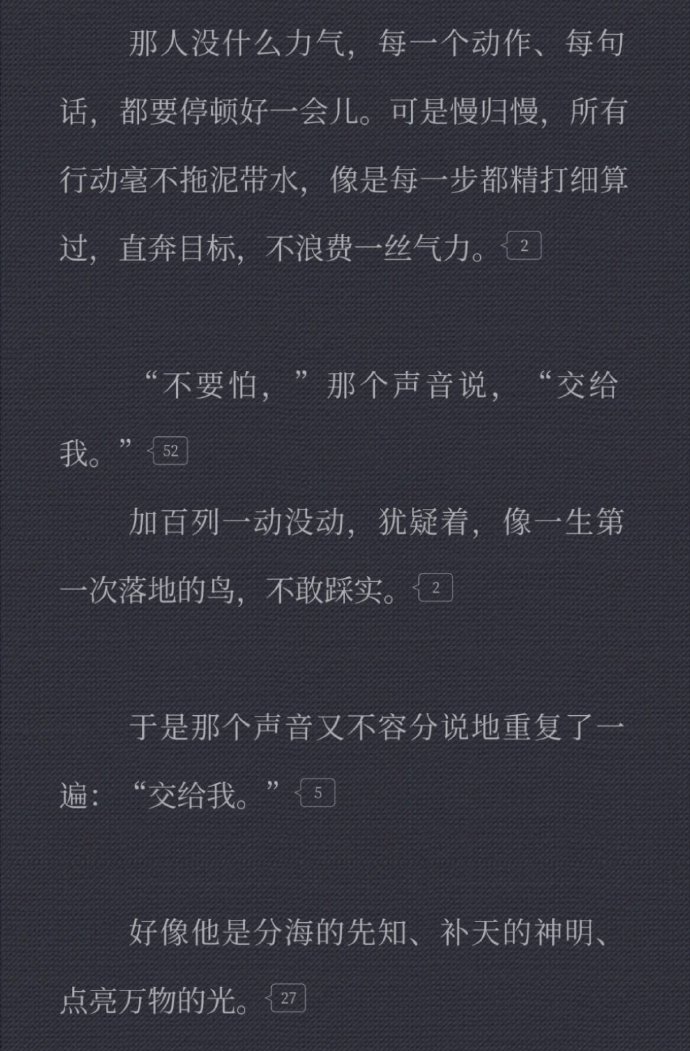 那人没什么力气，每一个动作、每句
话，都要停顿好一会儿。可是慢归慢，所有
行动毫不拖泥带水，像是每一步都精打细算
过，直奔目标，不浪费一丝气力。 2
“不要怕，”那个声音说，“交给
我。” 52
加百列一动没动，犹疑着，像一生第
一次落地的鸟，不敢踩实。 2
于是那个声音又不容分说地重复了一
遍：“交给我。” 5
好像他是分海的先知、补天的神明、
点亮万物的光。 27